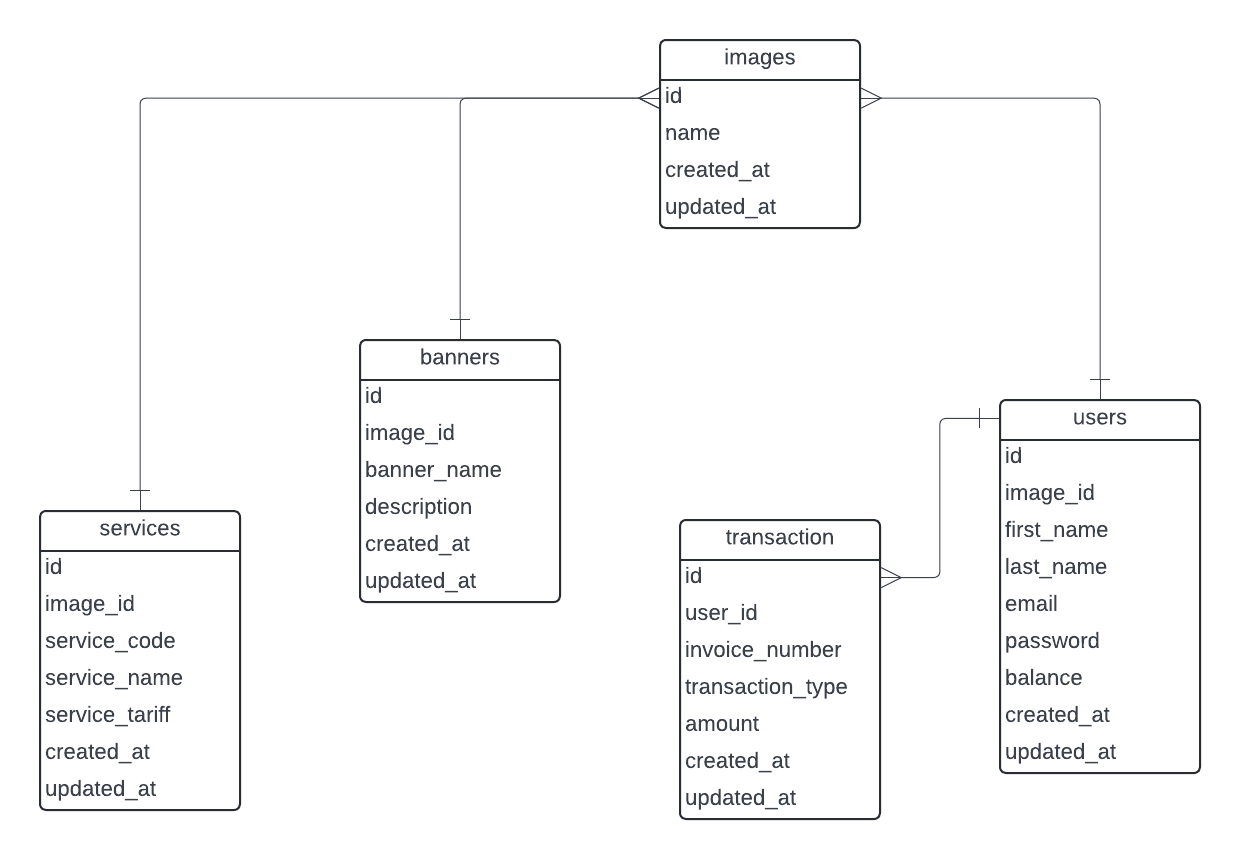 images
id
name
created_at
updated_at
banners
id
image_id
banner_name
description
created_at
updated_at
users
id
image_id
first_name
last_name
email
password
balance
created_at
updated_at
services
id
image_id
service_code
service_name
service_tariff
created_at
updated_at
transaction
id
user_id
invoice_number
transaction_type
amount
created_at
updated_at